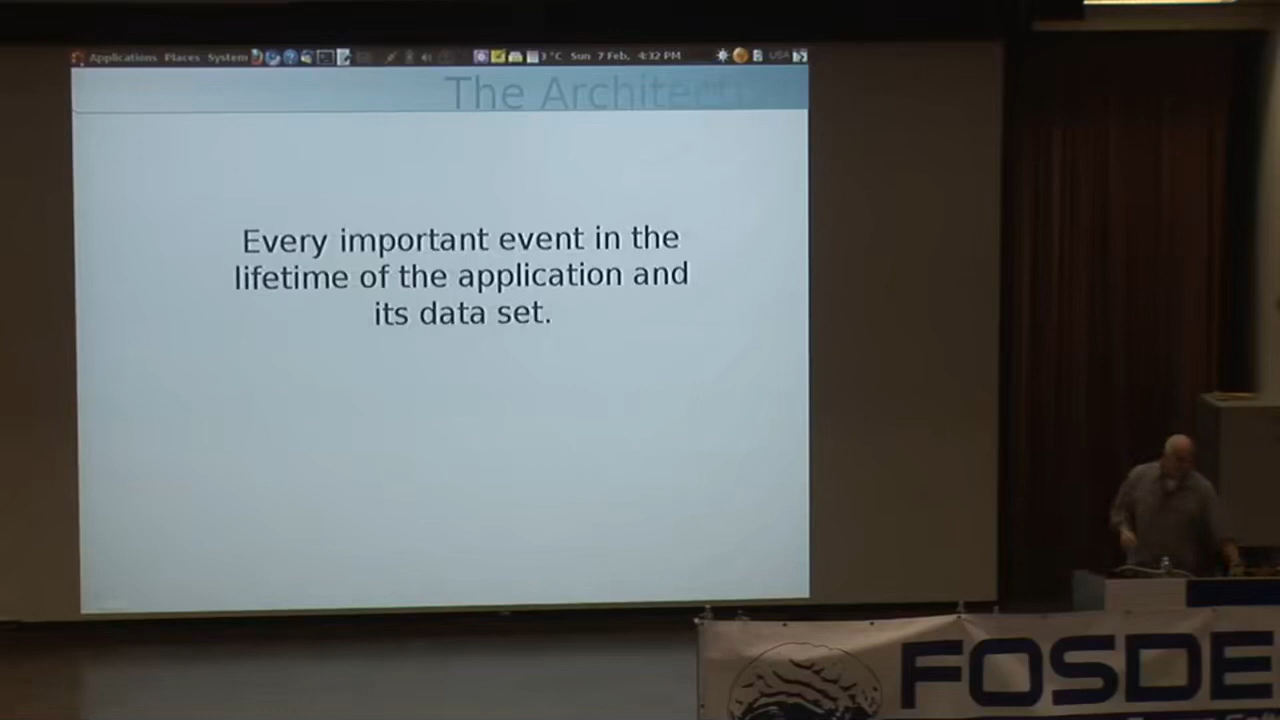 Applications Places System
3 °C Sun 7 Feb, 4:32 PM USA
The Architect
Every important event in the
lifetime of the application and
its data set.
FOSDE